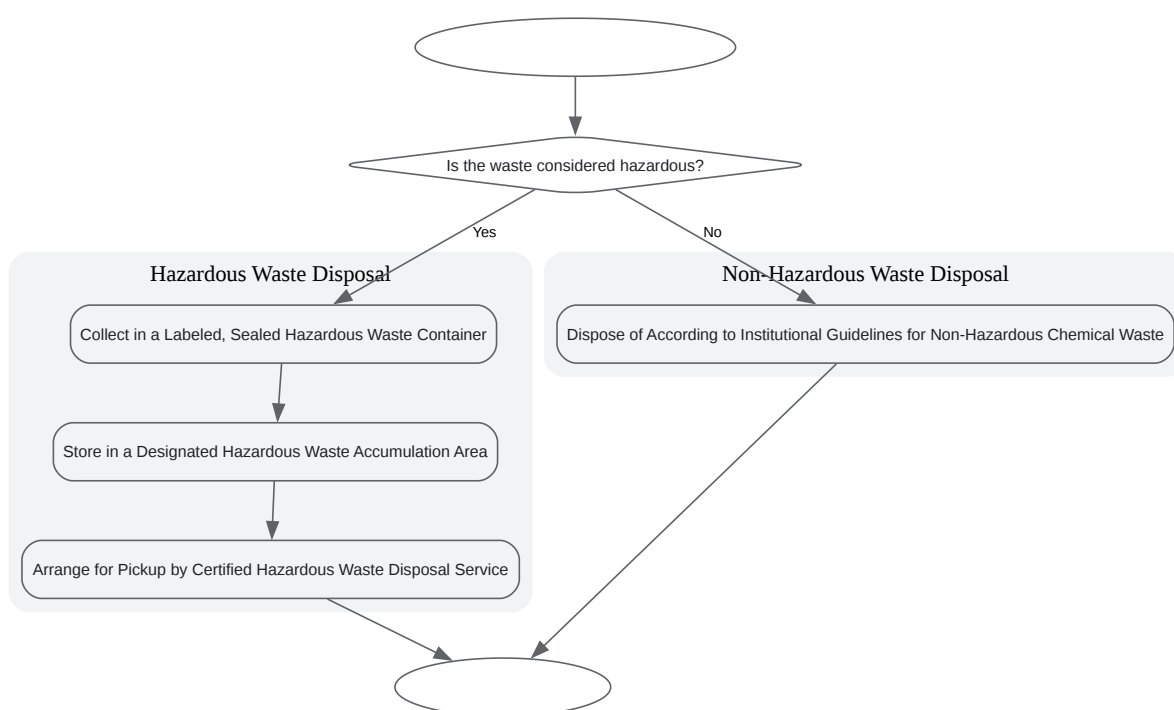 Is the waste considered hazardous?
Yes
No
Hazardous Waste Disposal
Non-Hazardous Waste Disposal
Collect in a Labeled, Sealed Hazardous Waste Container
Dispose of According to Institutional Guidelines for Non-Hazardous Chemical Waste
Store in a Designated Hazardous Waste Accumulation Area
Arrange for Pickup by Certified Hazardous Waste Disposal Service